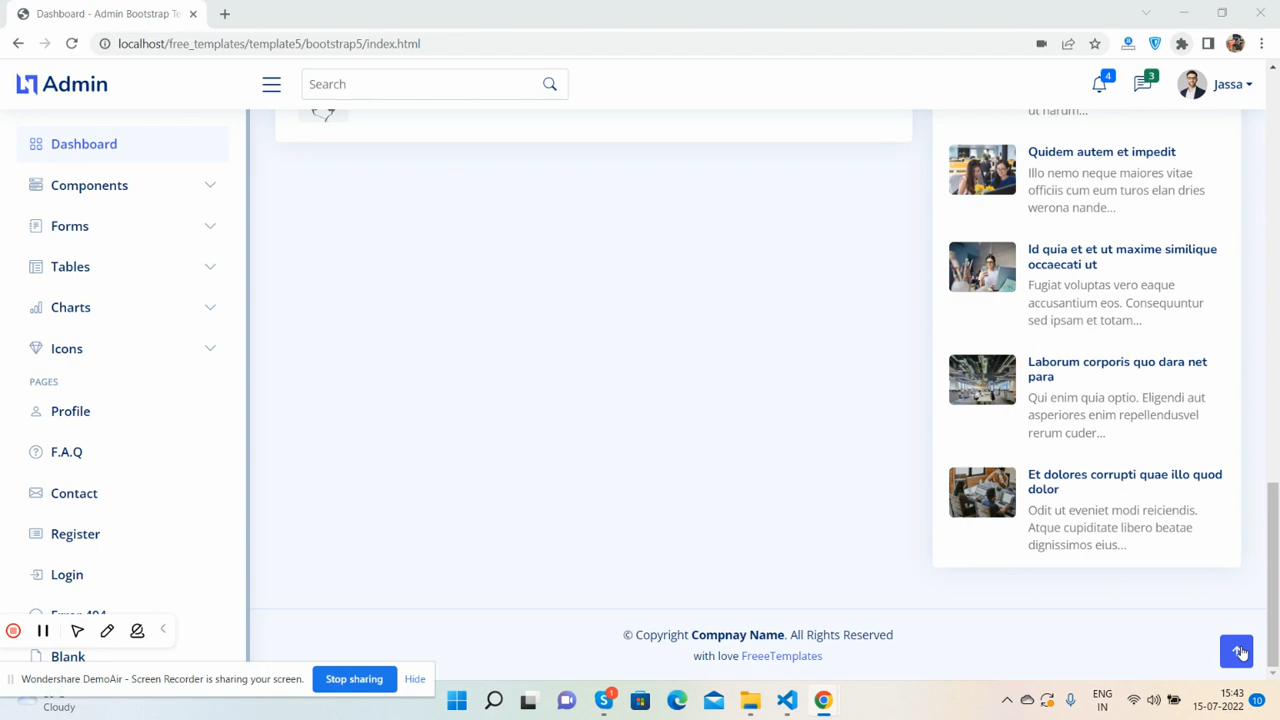 Dashboard - Admin Bootstrap Te
localhost/free_templates/template5/bootstrap5/index.html
Admin
Search
4
3
Jassa
Dashboard
Components
Forms
Tables
Charts
Icons
PAGES
Profile
F.A.Q
Contact
Register
Login
Error 404
Blank
ut harum...
Quidem autem et impedit
Illo nemo neque maiores vitae
officiis cum eum turos elan dries
werona nande...
Id quia et et ut maxime similique
occaecati ut
Fugiat voluptas vero eaque
accusantium eos. Consequuntur
sed ipsam et totam...
Laborum corporis quo dara net
para
Qui enim quia optio. Eligendi aut
asperiores enim repellendusvel
rerum cuder...
Et dolores corrupti quae illo quod
dolor
Odit ut eveniet modi reiciendis.
Atque cupiditate libero beatae
dignissimos eius...
© Copyright Compnay Name. All Rights Reserved
with love FreeeTemplates
Wondershare DemoAir - Screen Recorder is sharing your screen.
Stop sharing
Hide
Cloudy
1
ENG
IN
15:43
15-07-2022
10